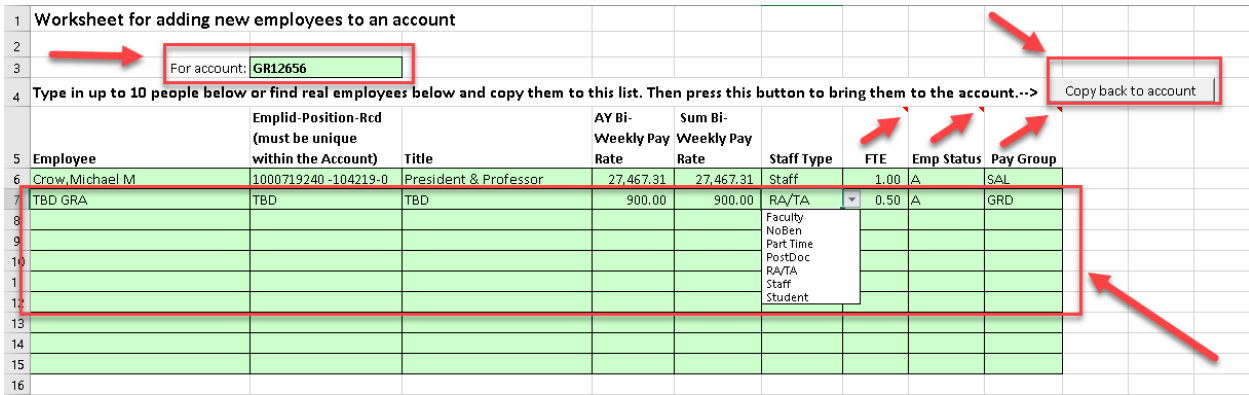 1 Worksheet for adding new employees to an account
2
3 For account: GR12656
4 Type in up to 10 people below or find real employees below and copy them to this list. Then press this button to bring them to the account.--> Copy back to account
5 Employee Emplid-Position-Rcd (must be unique within the Account) Title AY Bi-Weekly Pay Rate Sum Bi-Weekly Pay Rate Staff Type FTE Emp Status Pay Group
6 Crow,Michael M 1000719240 -104219-0 President & Professor 27,467.31 27,467.31 Staff 1.00 A SAL
7 TBD GRA TBD TBD 900.00 900.00 RA/TA 0.50 A GRD
8 Faculty
NoBen
9 Part Time
PostDoc
10 RA/TA
1 Staff
12 Student
13
14
15
16